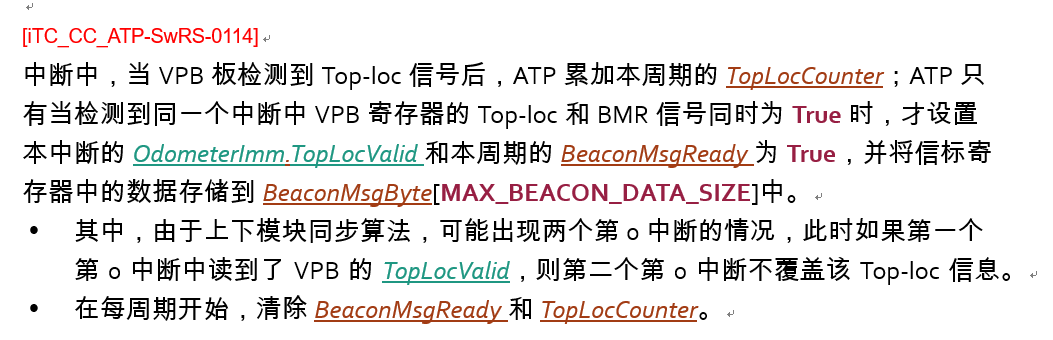 [iTC_CC_ATP-SwRS-0114]
中断中，当 VPB 板检测到 Top-loc 信号后，ATP 累加本周期的 TopLocCounter；ATP 只
有当检测到同一个中断中 VPB 寄存器的 Top-loc 和 BMR 信号同时为 True 时，才设置
本中断的 OdometerImm.TopLocValid 和本周期的 BeaconMsgReady 为 True，并将信标寄
存器中的数据存储到 BeaconMsgByte[MAX_BEACON_DATA_SIZE]中。
• 其中，由于上下模块同步算法，可能出现两个第 0 中断的情况，此时如果第一个
第 0 中断中读到了 VPB 的 TopLocValid，则第二个第 0 中断不覆盖该 Top-loc 信息。
• 在每周期开始，清除 BeaconMsgReady 和 TopLocCounter。